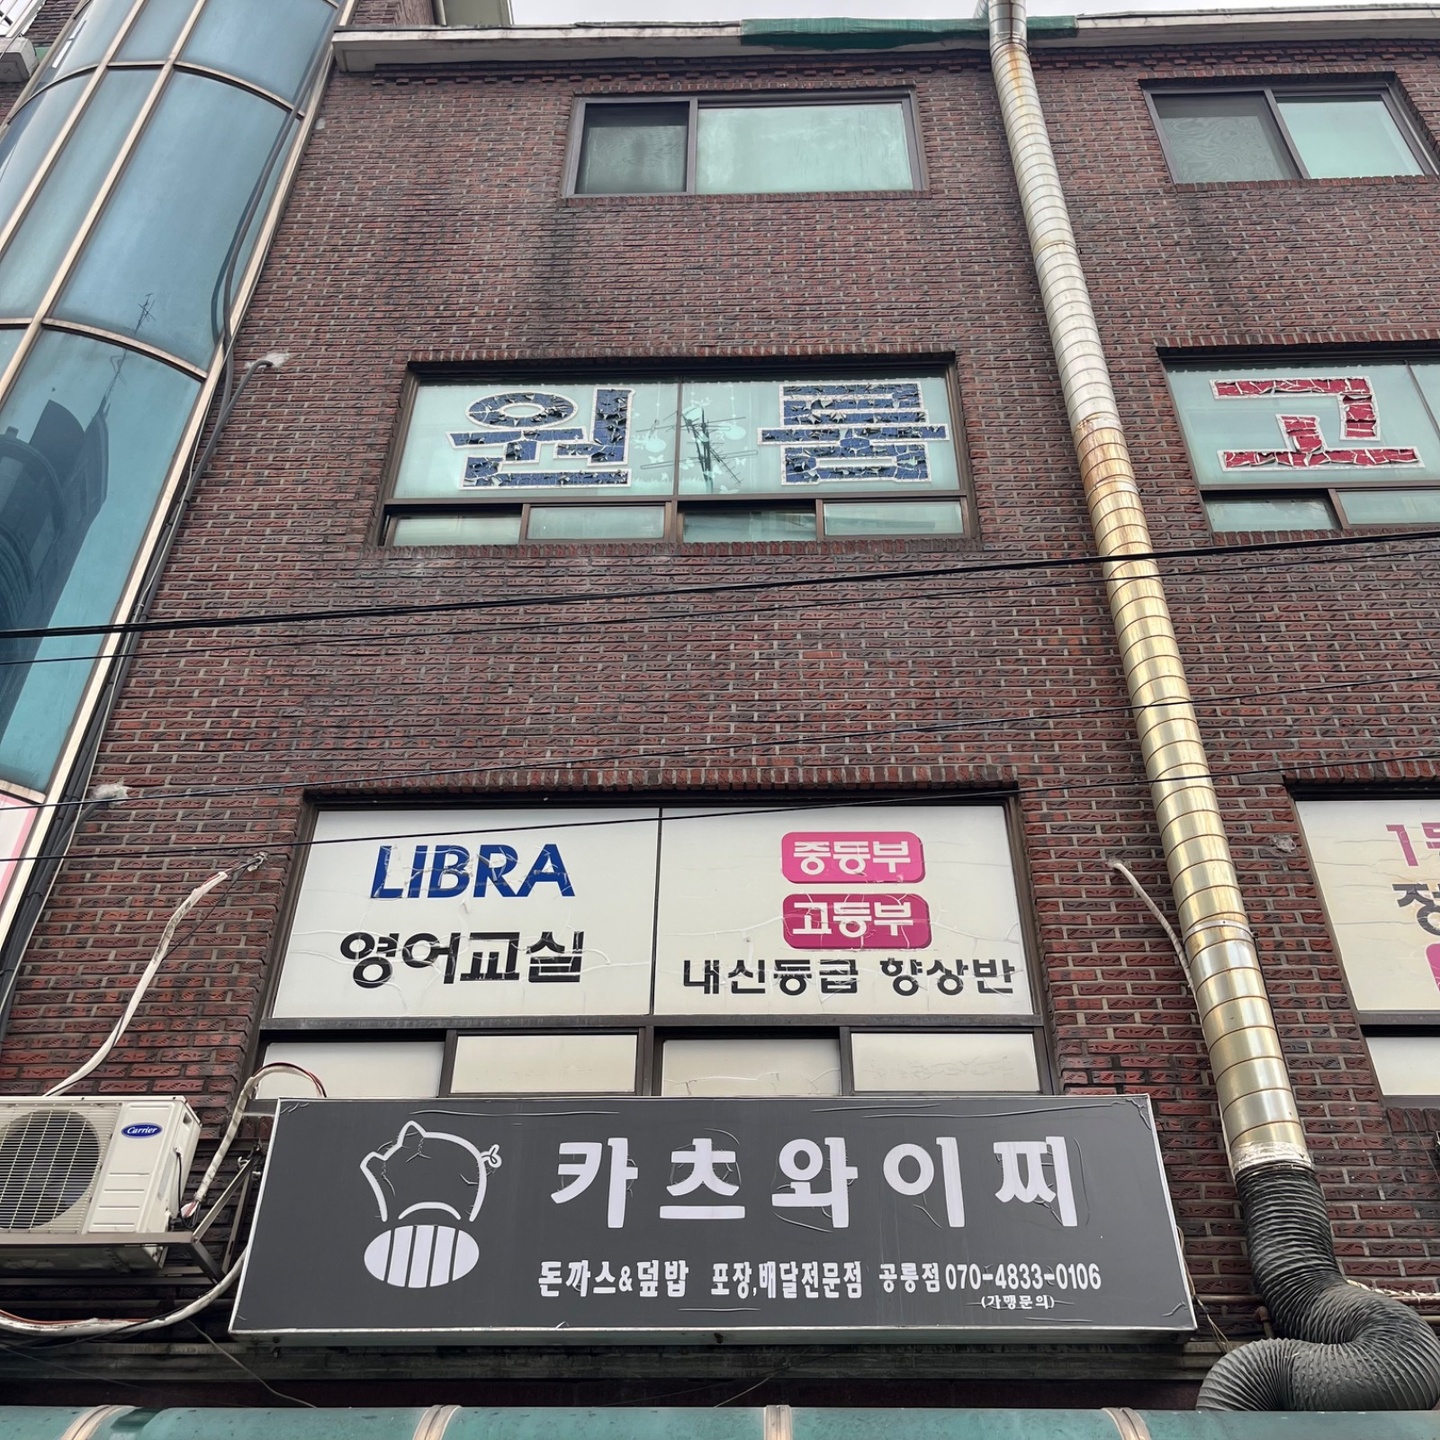 원룸
고
LIBRA
영어교실
중등부
고등부
내신등급 향상반
1
정
Carrier
카츠와이찌
돈까스&덮밥 포장,배달전문점 공릉점 070-4833-0106
(가맹문의)